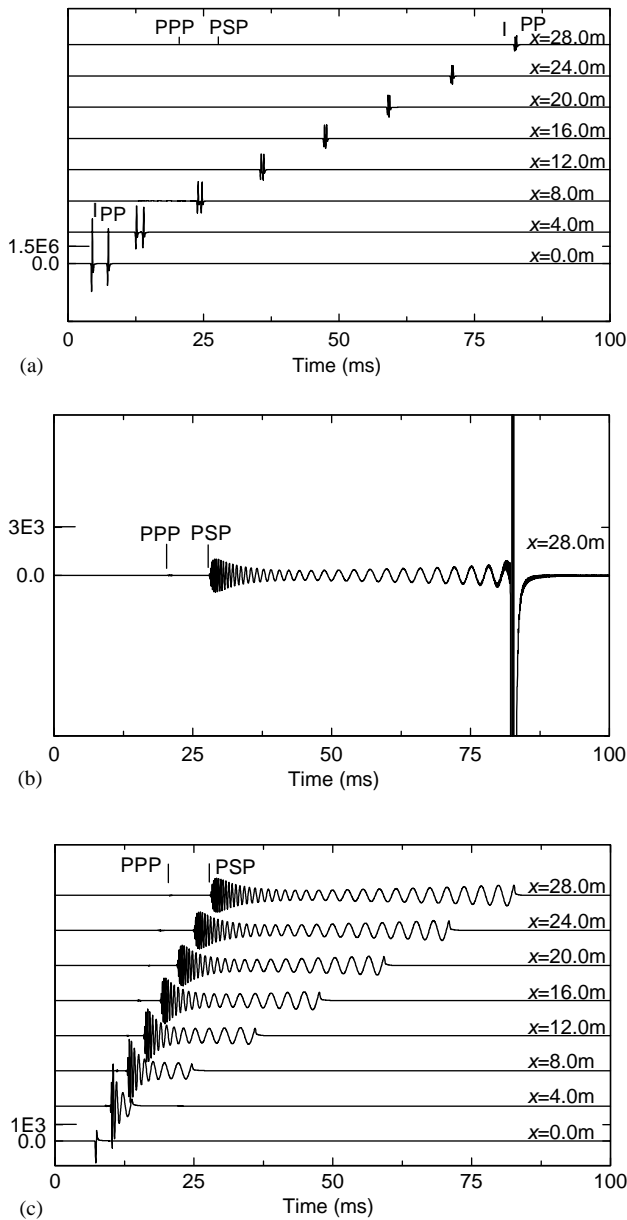 PPP PSP I PP
x=28.0m
x=24.0m
x=20.0m
x=16.0m
x=12.0m
x=8.0m
I PP
x=4.0m
1.5E6
0.0 x=0.0m
0 25 50 75 100
(a) Time (ms)
3E3
PPP PSP
x=28.0m
0.0
0 25 50 75 100
(b) Time (ms)
PPP PSP
x=28.0m
x=24.0m
x=20.0m
x=16.0m
x=12.0m
x=8.0m
x=4.0m
1E3
0.0 x=0.0m
0 25 50 75 100
(c) Time (ms)